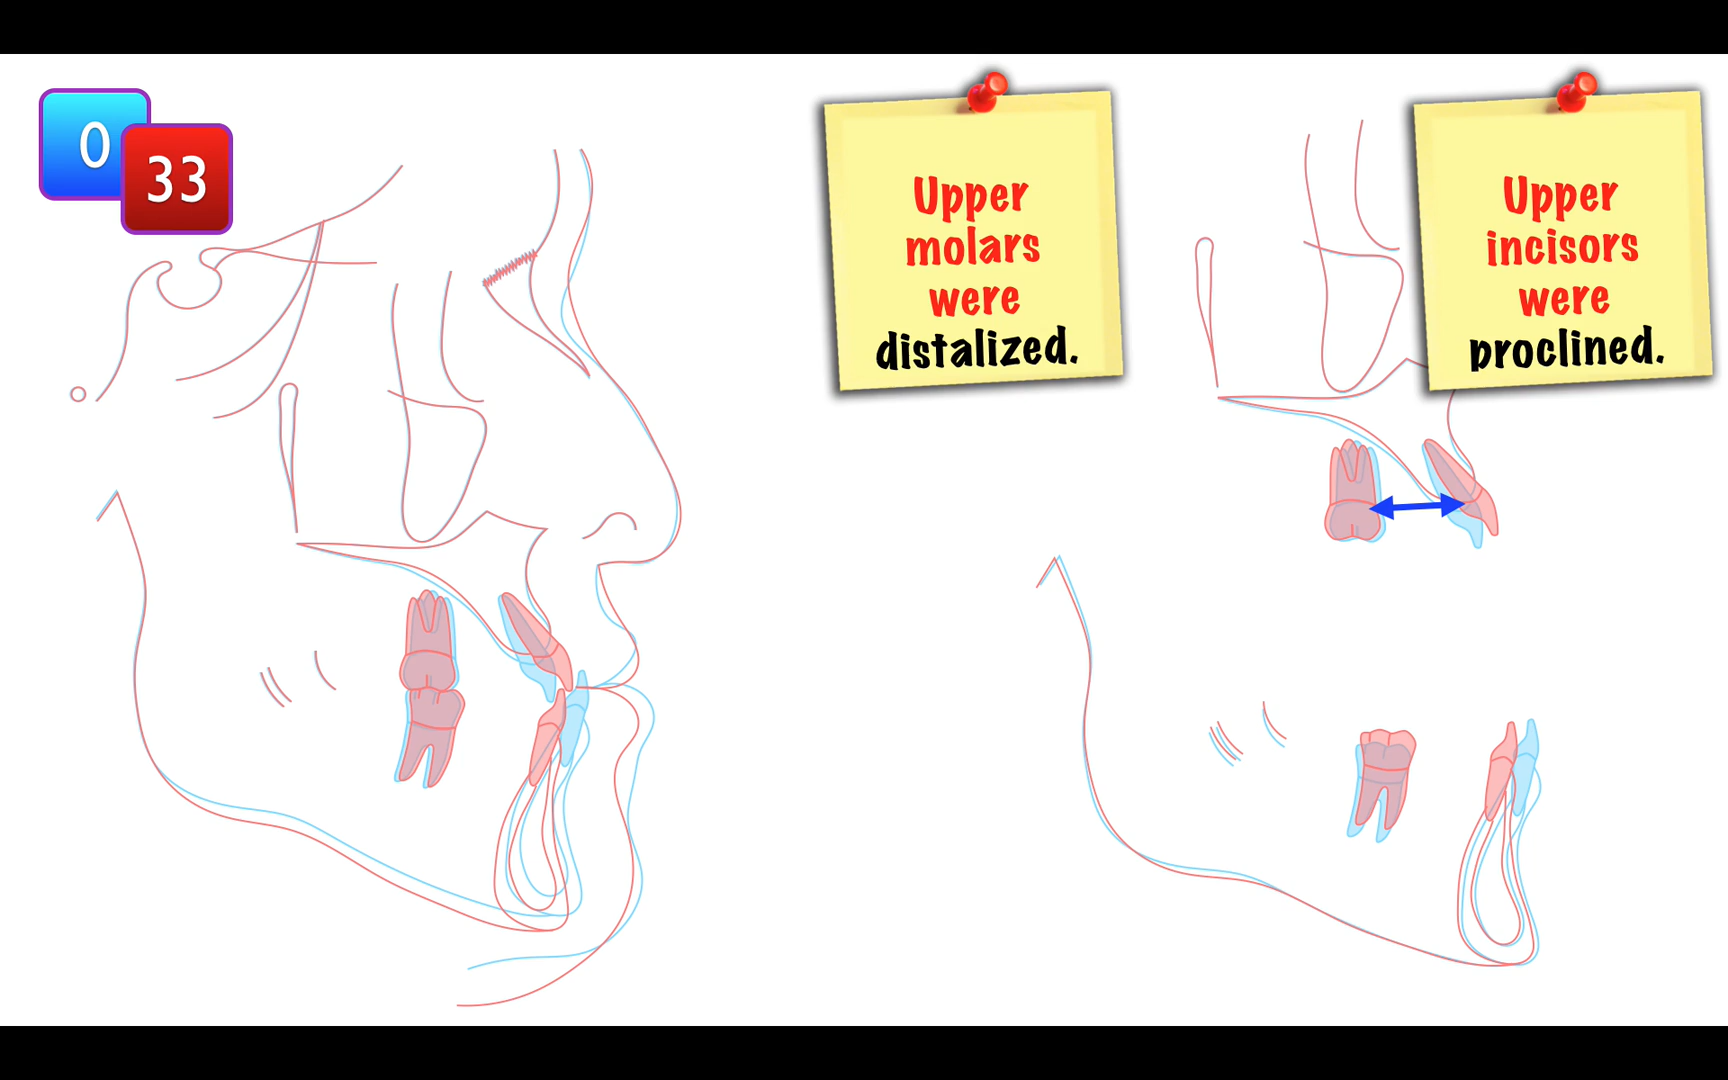 0
33
Upper
molars
were
distalized.
Upper
incisors
were
proclined.